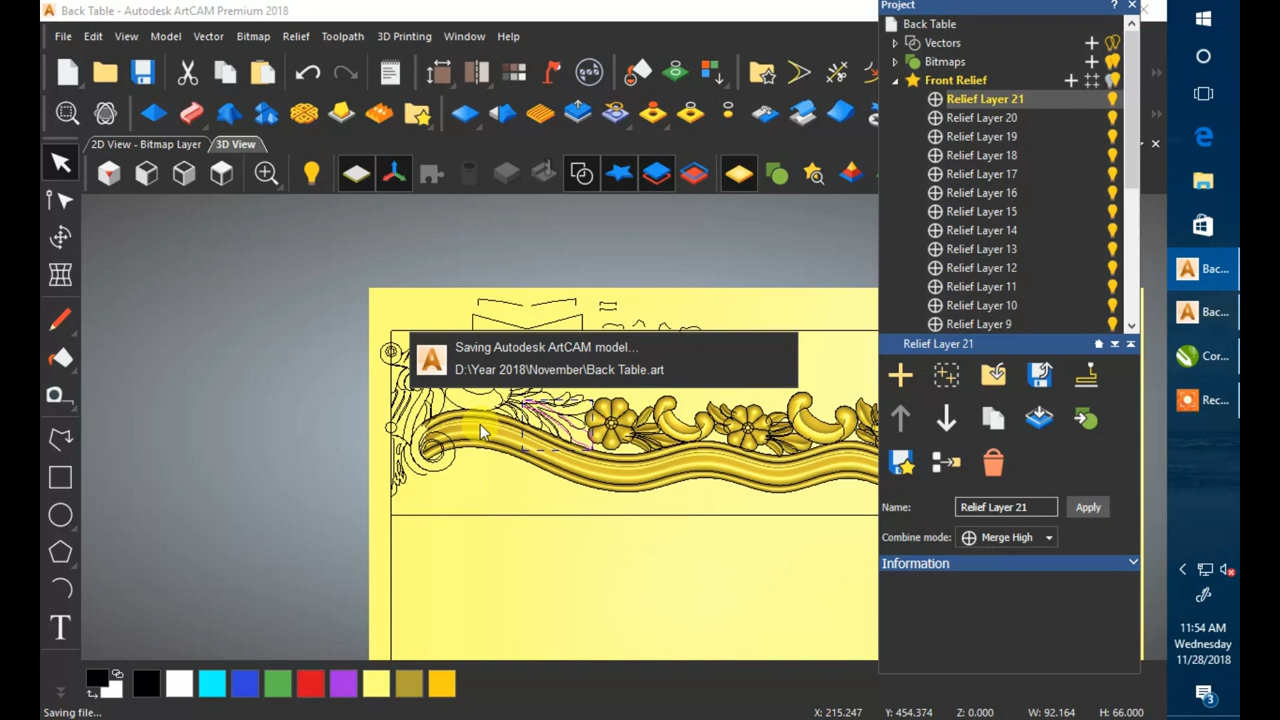 Back Table - Autodesk ArtCAM Premium 2018
File Edit View Model Vector Bitmap Relief Toolpath 3D Printing Window Help
2D View - Bitmap Layer 3D View
Saving Autodesk ArtCAM model...
D:\Year 2018\November\Back Table.art
Project
Back Table
Vectors
Bitmaps
Front Relief
Relief Layer 21
Relief Layer 20
Relief Layer 19
Relief Layer 18
Relief Layer 17
Relief Layer 16
Relief Layer 15
Relief Layer 14
Relief Layer 13
Relief Layer 12
Relief Layer 11
Relief Layer 10
Relief Layer 9
Relief Layer 21
Name: Relief Layer 21 Apply
Combine mode: Merge High
Information
Saving file...
X: 215.247 Y: 454.374 Z: 0.000 W: 92.164 H: 66.000
Bac...
Bac...
Cor...
Rec...
11:54 AM
Wednesday
11/28/2018
3